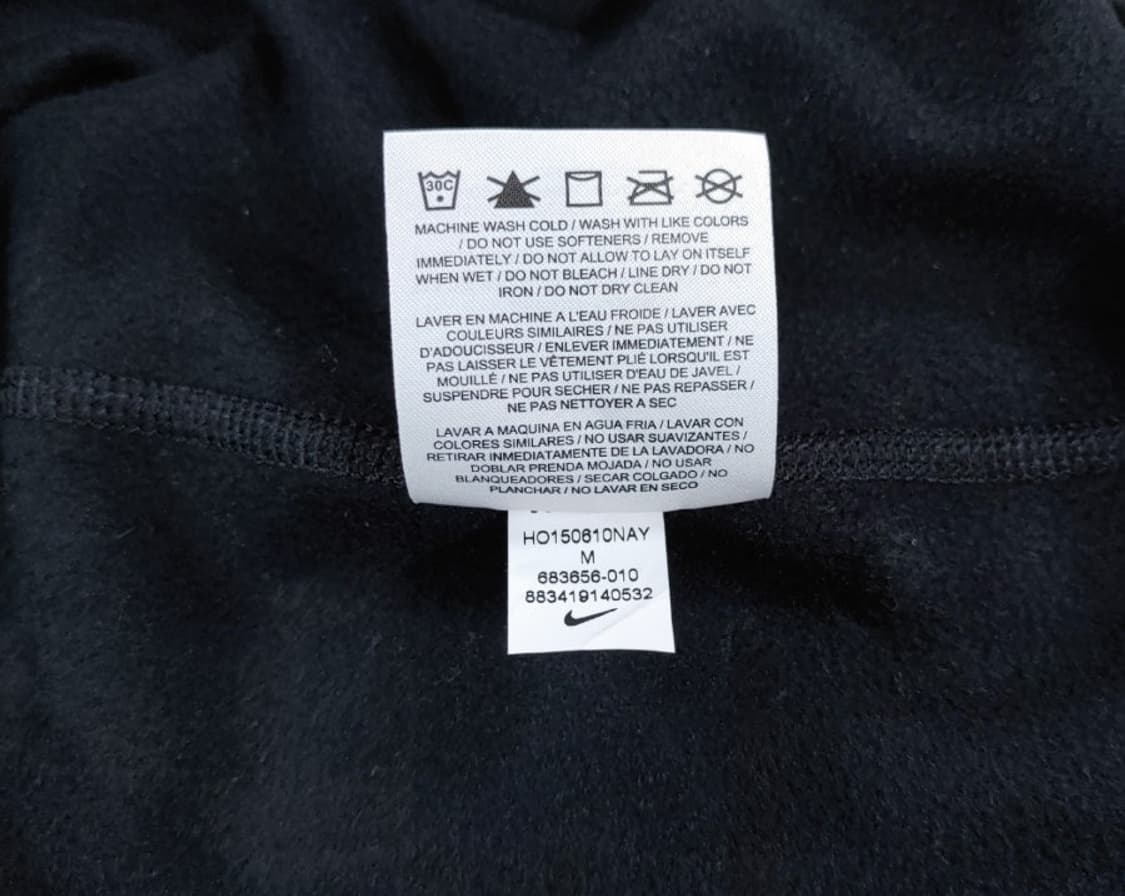 30C
MACHINE WASH COLD / WASH WITH LIKE COLORS
/ DO NOT USE SOFTENERS / REMOVE
IMMEDIATELY / DO NOT ALLOW TO LAY ON ITSELF
WHEN WET / DO NOT BLEACH / LINE DRY / DO NOT
IRON / DO NOT DRY CLEAN
LAVER EN MACHINE A L'EAU FROIDE / LAVER AVEC
COULEURS SIMILAIRES / NE PAS UTILISER
D'ADOUCISSEUR / ENLEVER IMMEDIATEMENT / NE
PAS LAISSER LE VÊTEMENT PLIÉ LORSQU'IL EST
MOUILLÉ / NE PAS UTILISER D'EAU DE JAVEL /
SUSPENDRE POUR SECHER / NE PAS REPASSER /
NE PAS NETTOYER A SEC
LAVAR A MAQUINA EN AGUA FRIA / LAVAR CON
COLORES SIMILARES / NO USAR SUAVIZANTES /
RETIRAR INMEDIATAMENTE DE LA LAVADORA / NO
DOBLAR PRENDA MOJADA / NO USAR
BLANQUEADORES / SECAR COLGADO / NO
PLANCHAR / NO LAVAR EN SECO
HO150610NAY
M
683656-010
883419140532